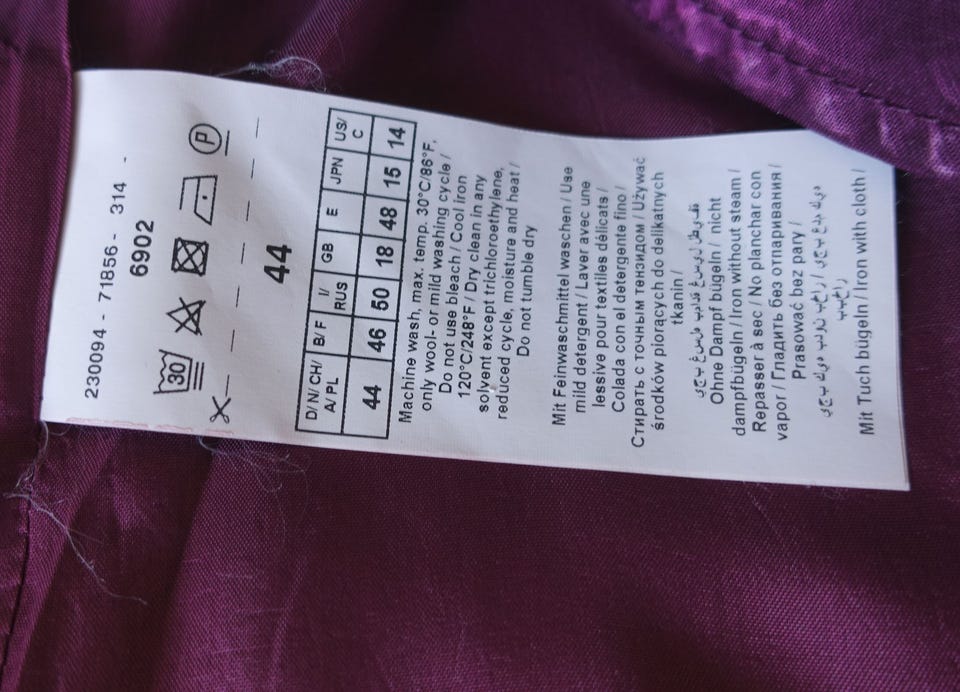 230094 - 71856 - 314 -
6902
30 P
44
D/N/CH/ B/F I/ GB E JPN US/
A/PL RUS C
44 46 50 18 48 15 14
Machine wash, max. temp. 30°C/86°F,
only wool- or mild washing cycle /
Do not use bleach / Cool iron
120°C/248°F / Dry clean in any
solvent except trichloroethylene,
reduced cycle, moisture and heat /
Do not tumble dry
Mit Feinwaschmittel waschen / Use
mild detergent / Laver avec une
lessive pour textiles délicats /
Colada con el detergente fino /
Стирать с точным тензидом / Używać
środków piorących do delikatnych
tkanin /
Ohne Dampf bügeln / nicht
dampfbügeln / Iron without steam /
Repasser à sec / No planchar con
vapor / Гладить без отпаривания /
Prasować bez pary /
Mit Tuch bügeln / Iron with cloth /